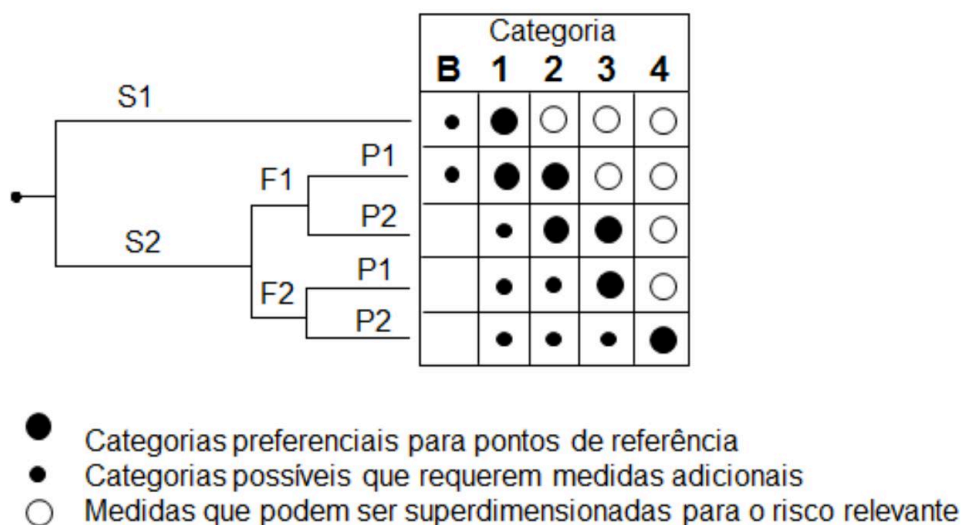 Categoria
B 1 2 3 4
S1
P1
F1
P2
S2
P1
F2
P2
Categorias preferenciais para pontos de referência
Categorias possíveis que requerem medidas adicionais
Medidas que podem ser superdimensionadas para o risco relevante